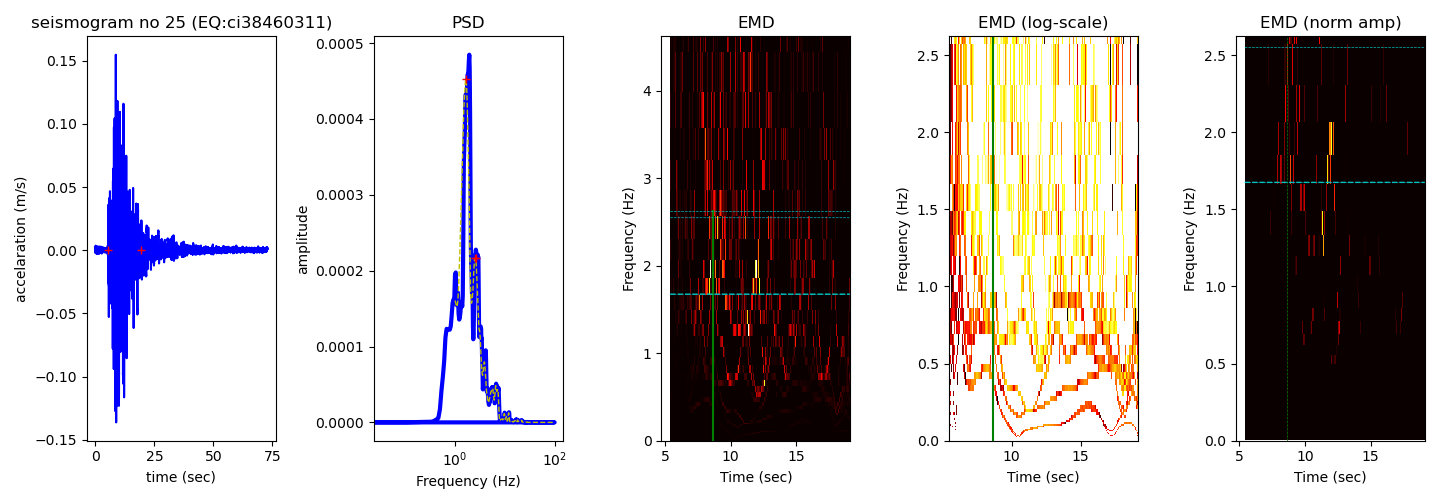 seismogram no 25 (EQ:ci38460311)
PSD
EMD
EMD (log-scale)
EMD (norm amp)
accelaration (m/s)
0.15
0.10
0.05
0.00
−0.05
−0.10
−0.15
0 25 50 75
time (sec)
amplitude
0.0005
0.0004
0.0003
0.0002
0.0001
0.0000
10⁰ 10²
Frequency (Hz)
Frequency (Hz)
4
3
2
1
0
5 10 15
Time (sec)
Frequency (Hz)
2.5
2.0
1.5
1.0
0.5
0.0
10 15
Time (sec)
Frequency (Hz)
2.5
2.0
1.5
1.0
0.5
0.0
5 10 15
Time (sec)